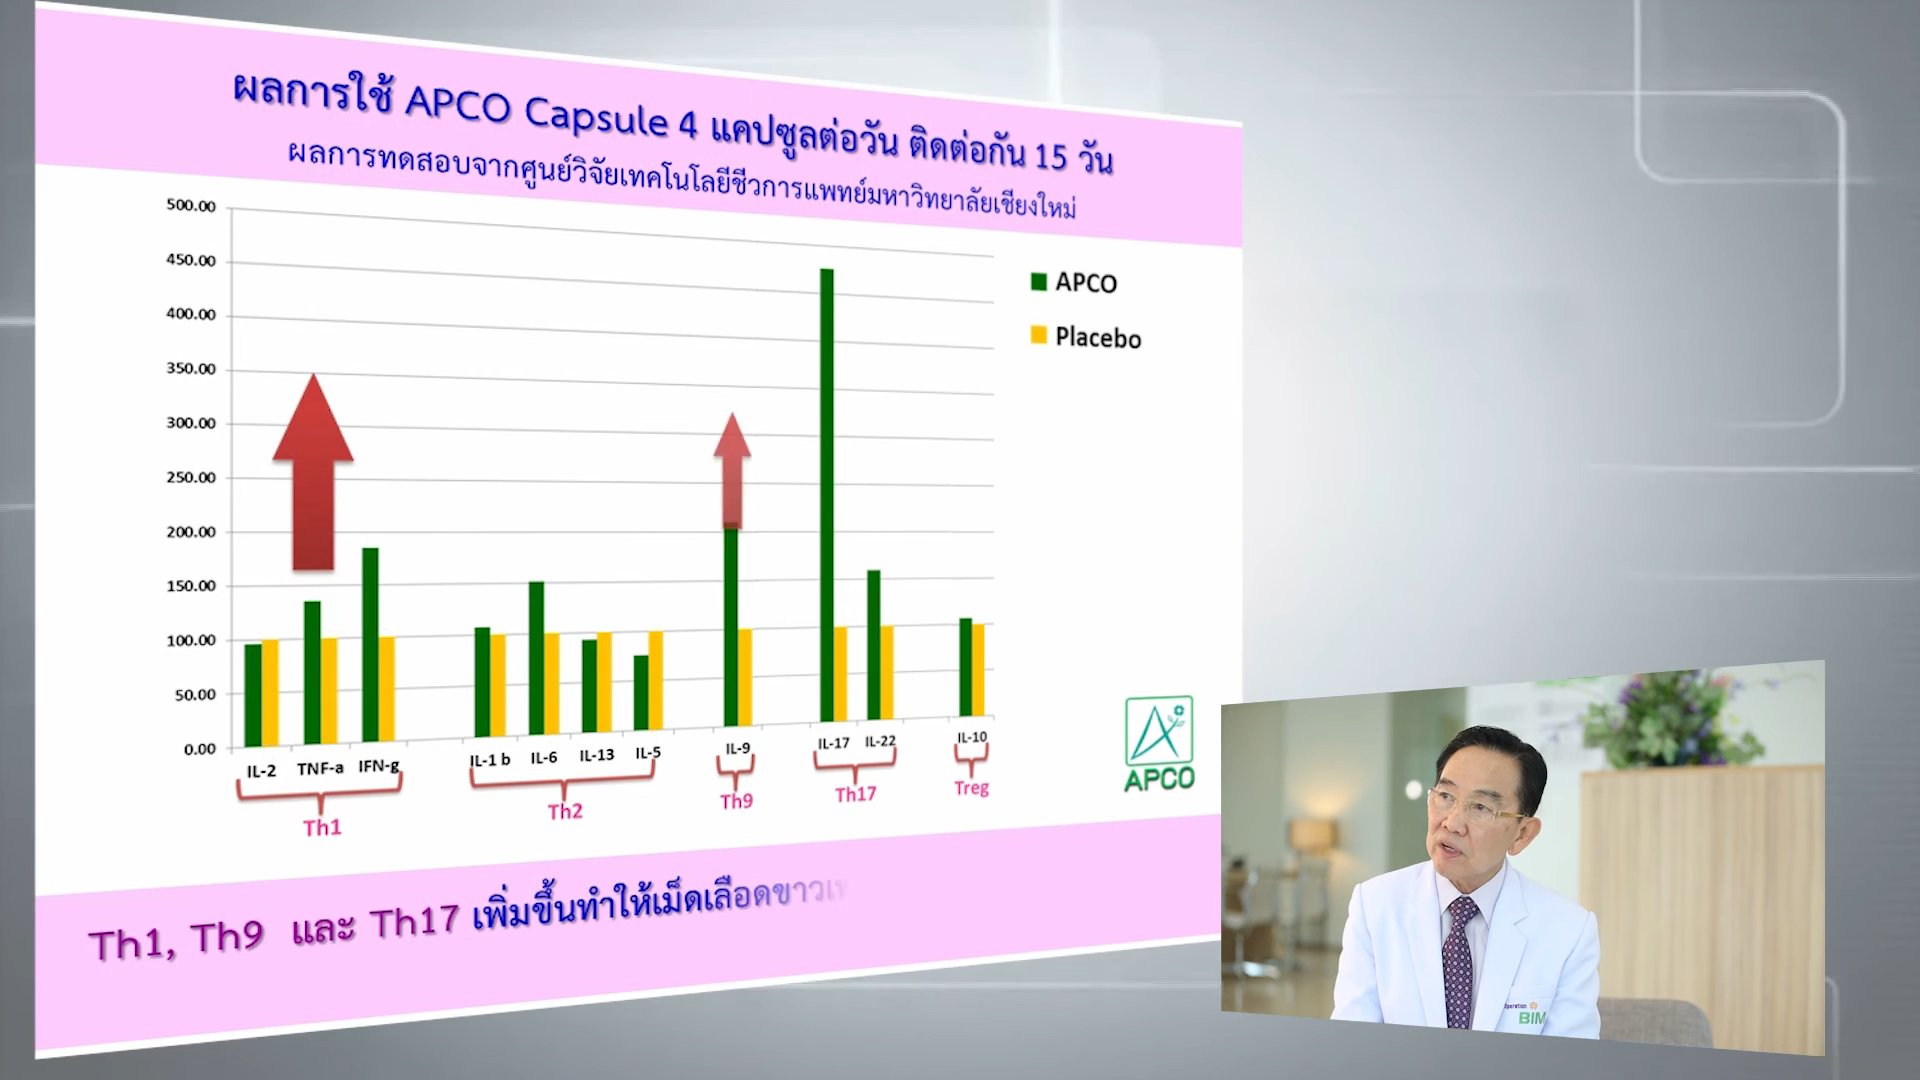 ผลการใช้ APCO Capsule 4 แคปซูลต่อวัน ติดต่อกัน 15 วัน
ผลการทดสอบจากศูนย์วิจัยเทคโนโลยีชีวการแพทย์มหาวิทยาลัยเชียงใหม่
500.00
450.00
400.00
350.00
300.00
250.00
200.00
150.00
100.00
50.00
0.00
APCO
Placebo
IL-2 TNF-a IFN-g IL-1 b IL-6 IL-13 IL-5 IL-9 IL-17 IL-22 IL-10
Th1 Th2 Th9 Th17 Treg
APCO
Th1, Th9 และ Th17 เพิ่มขึ้นทำให้เม็ดเลือดขาว
Operation
BIM